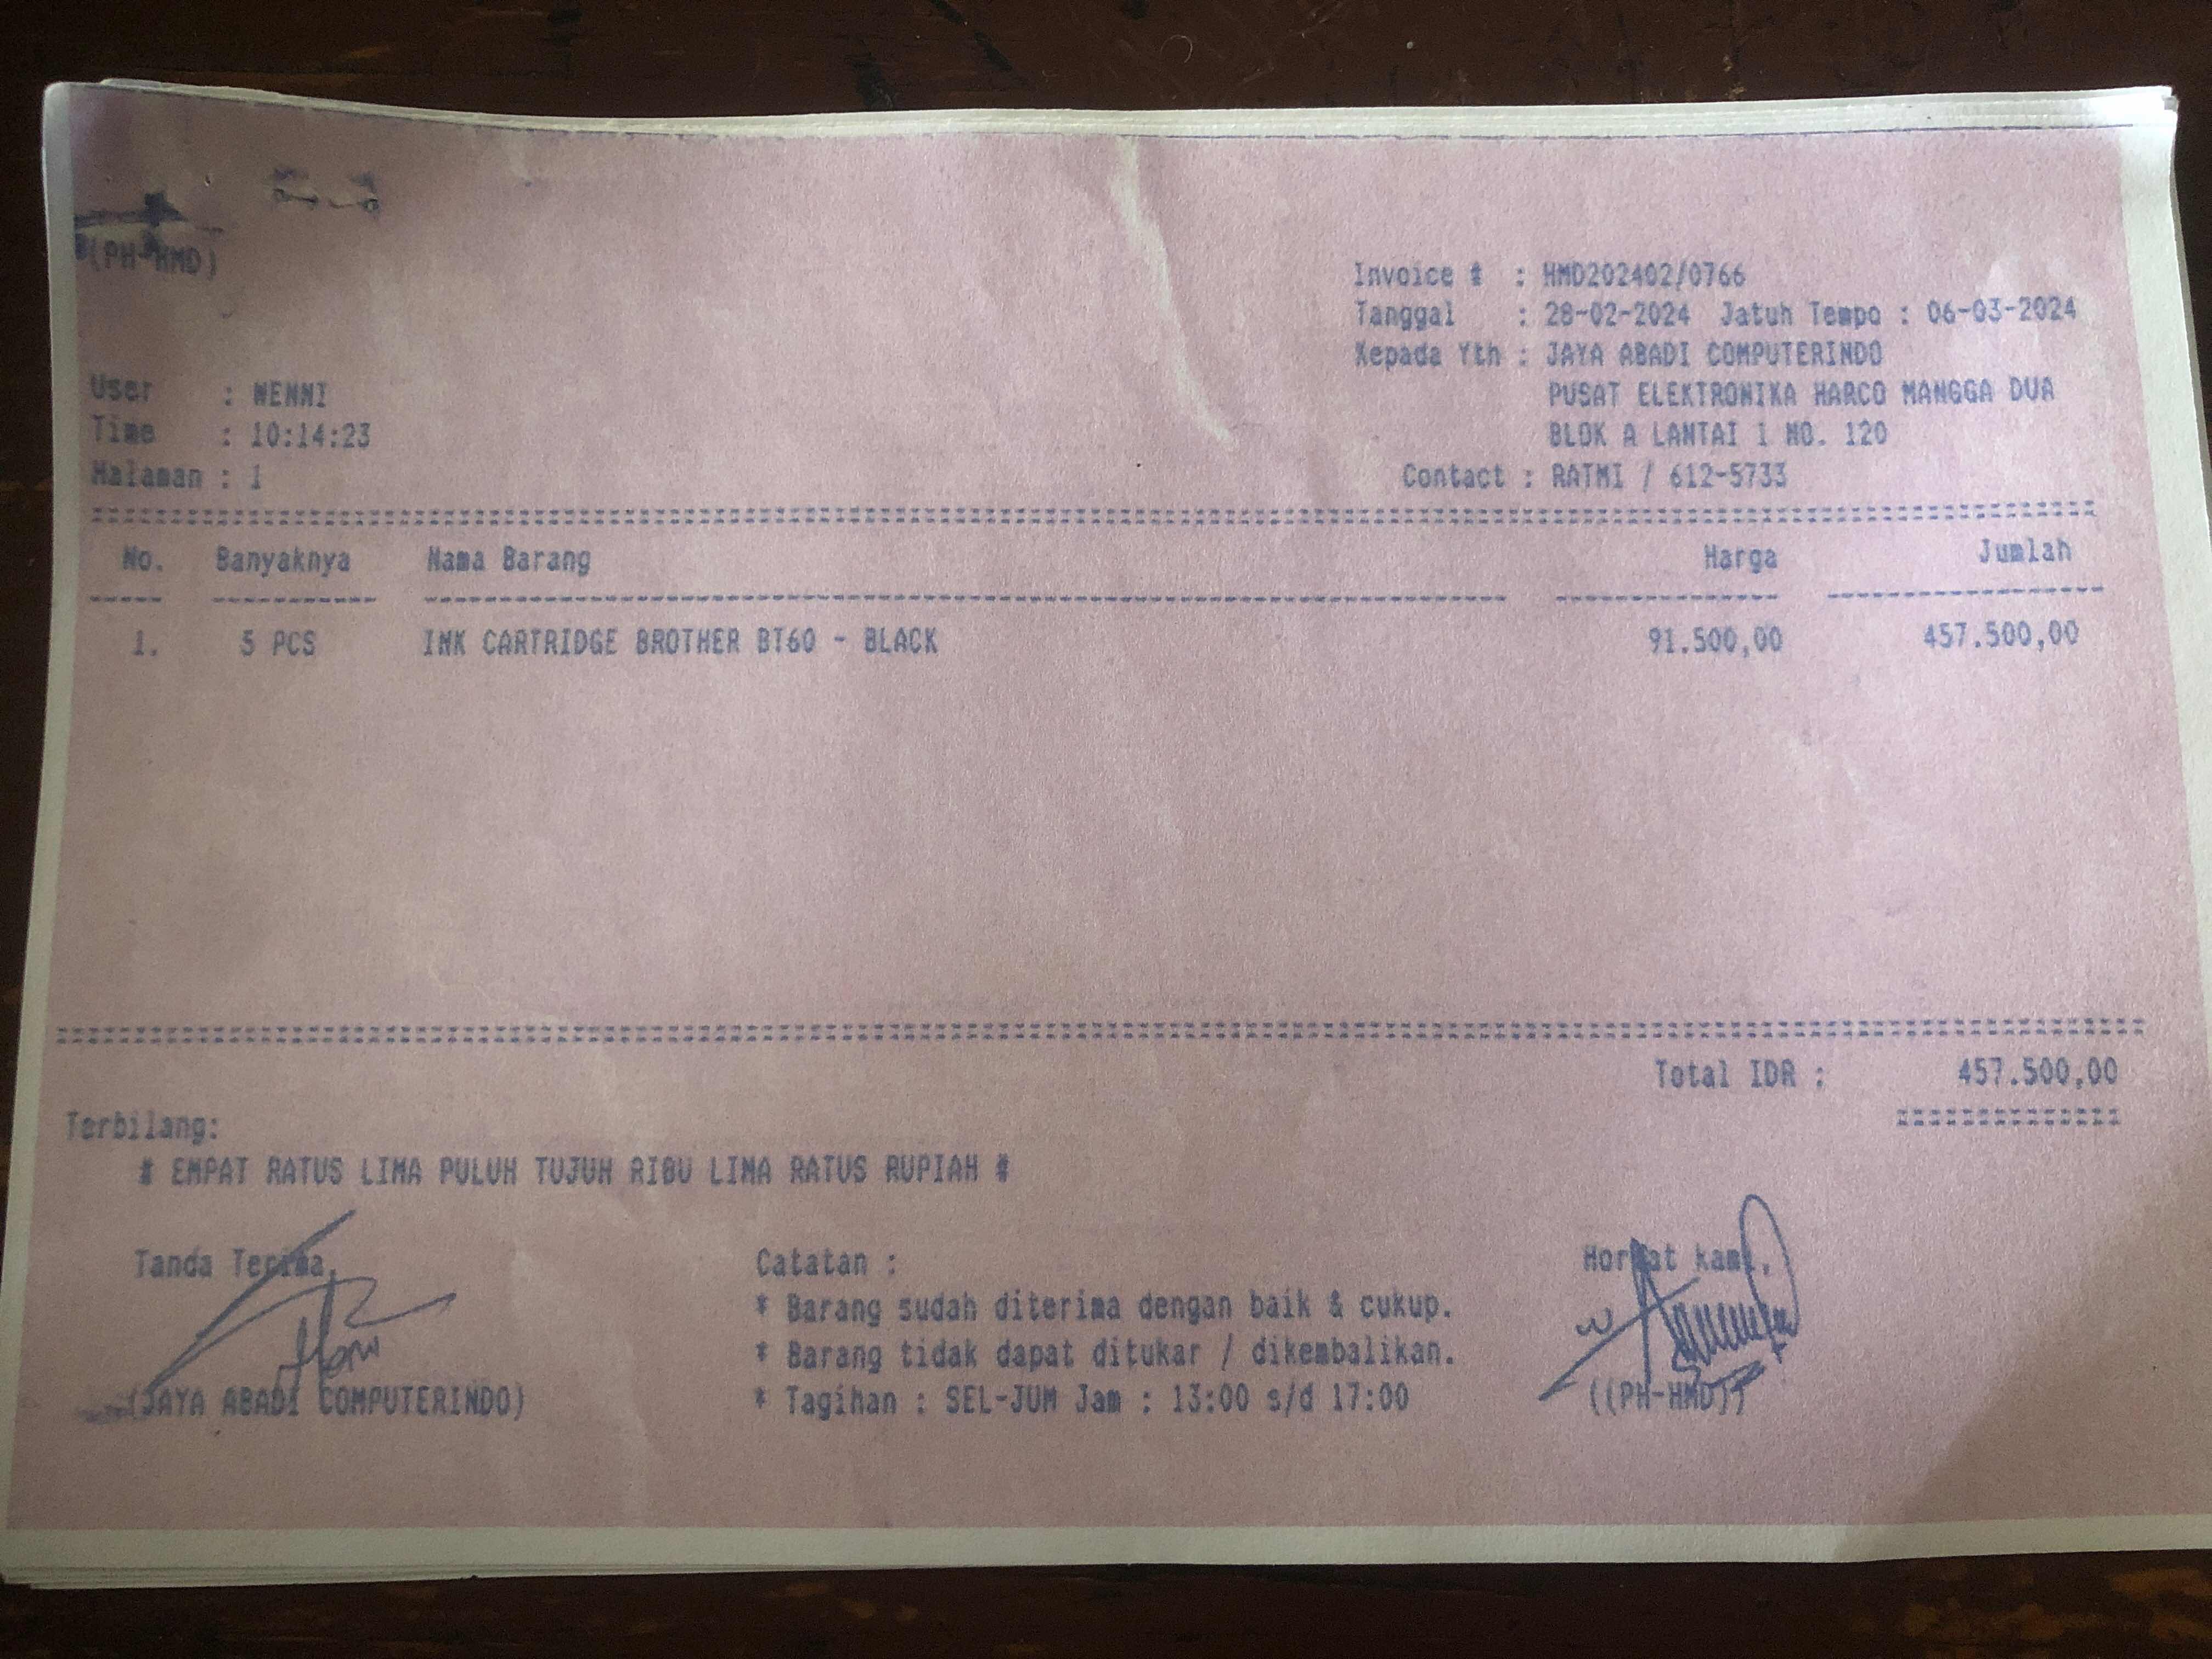 (PH-HMD)
Invoice # : HMD202402/0766
Tanggal : 28-02-2024 Jatuh Tempo : 06-03-2024
Kepada Yth : JAYA ABADI COMPUTERINDO
PUSAT ELEKTRONIKA HARCO MANGGA DUA
BLOK A LANTAI 1 NO. 120
Contact : RATMI / 612-5733
User : WENNI
Time : 10:14:23
Halaman : 1
No. Banyaknya Nama Barang Harga Jumlah
1. 5 PCS INK CARTRIDGE BROTHER BT60 - BLACK 91.500,00 457.500,00
Total IDR : 457.500,00
Terbilang:
# EMPAT RATUS LIMA PULUH TUJUH RIBU LIMA RATUS RUPIAH #
Tanda Terima, Catatan : Hormat kami,
* Barang sudah diterima dengan baik & cukup.
* Barang tidak dapat ditukar / dikembalikan.
(JAYA ABADI COMPUTERINDO) * Tagihan : SEL-JUM Jam : 13:00 s/d 17:00 ((PH-HMD))